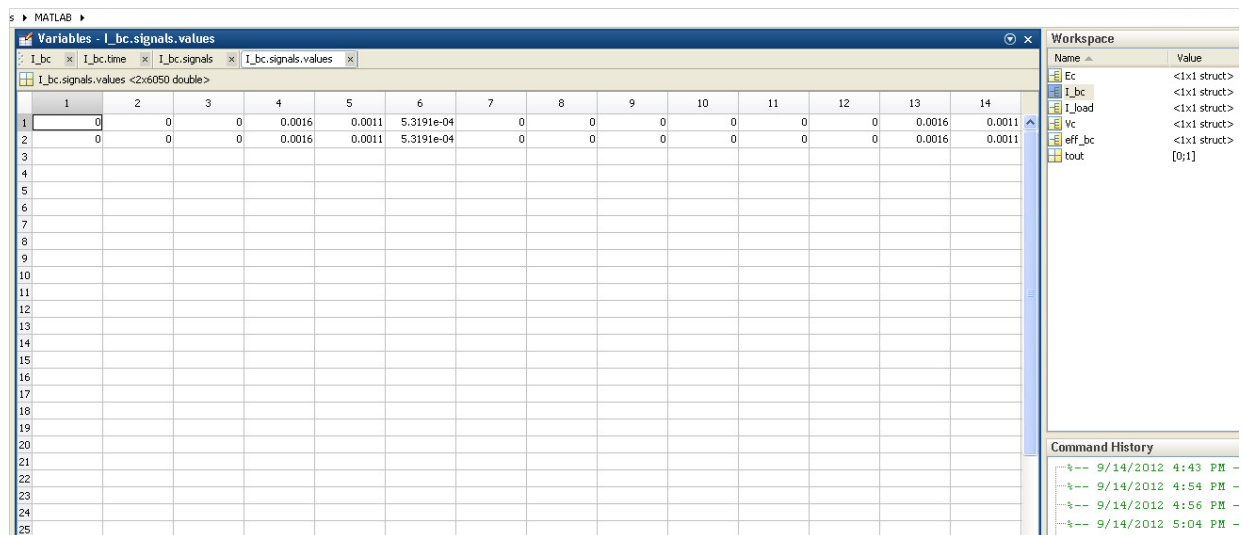 s ▸ MATLAB ▸
Variables - I_bc.signals.values
I_bc × I_bc.time × I_bc.signals × I_bc.signals.values ×
I_bc.signals.values <2x6050 double>
1 2 3 4 5 6 7 8 9 10 11 12 13 14
1 0 0 0 0.0016 0.0011 5.3191e-04 0 0 0 0 0 0 0.0016 0.0011
2 0 0 0 0.0016 0.0011 5.3191e-04 0 0 0 0 0 0 0.0016 0.0011
3
4
5
6
7
8
9
10
11
12
13
14
15
16
17
18
19
20
21
22
23
24
25
Workspace
Name Value
Ec <1x1 struct>
I_bc <1x1 struct>
I_load <1x1 struct>
Vc <1x1 struct>
eff_bc <1x1 struct>
tout [0;1]
Command History
%-- 9/14/2012 4:43 PM -
%-- 9/14/2012 4:54 PM -
%-- 9/14/2012 4:56 PM -
%-- 9/14/2012 5:04 PM -